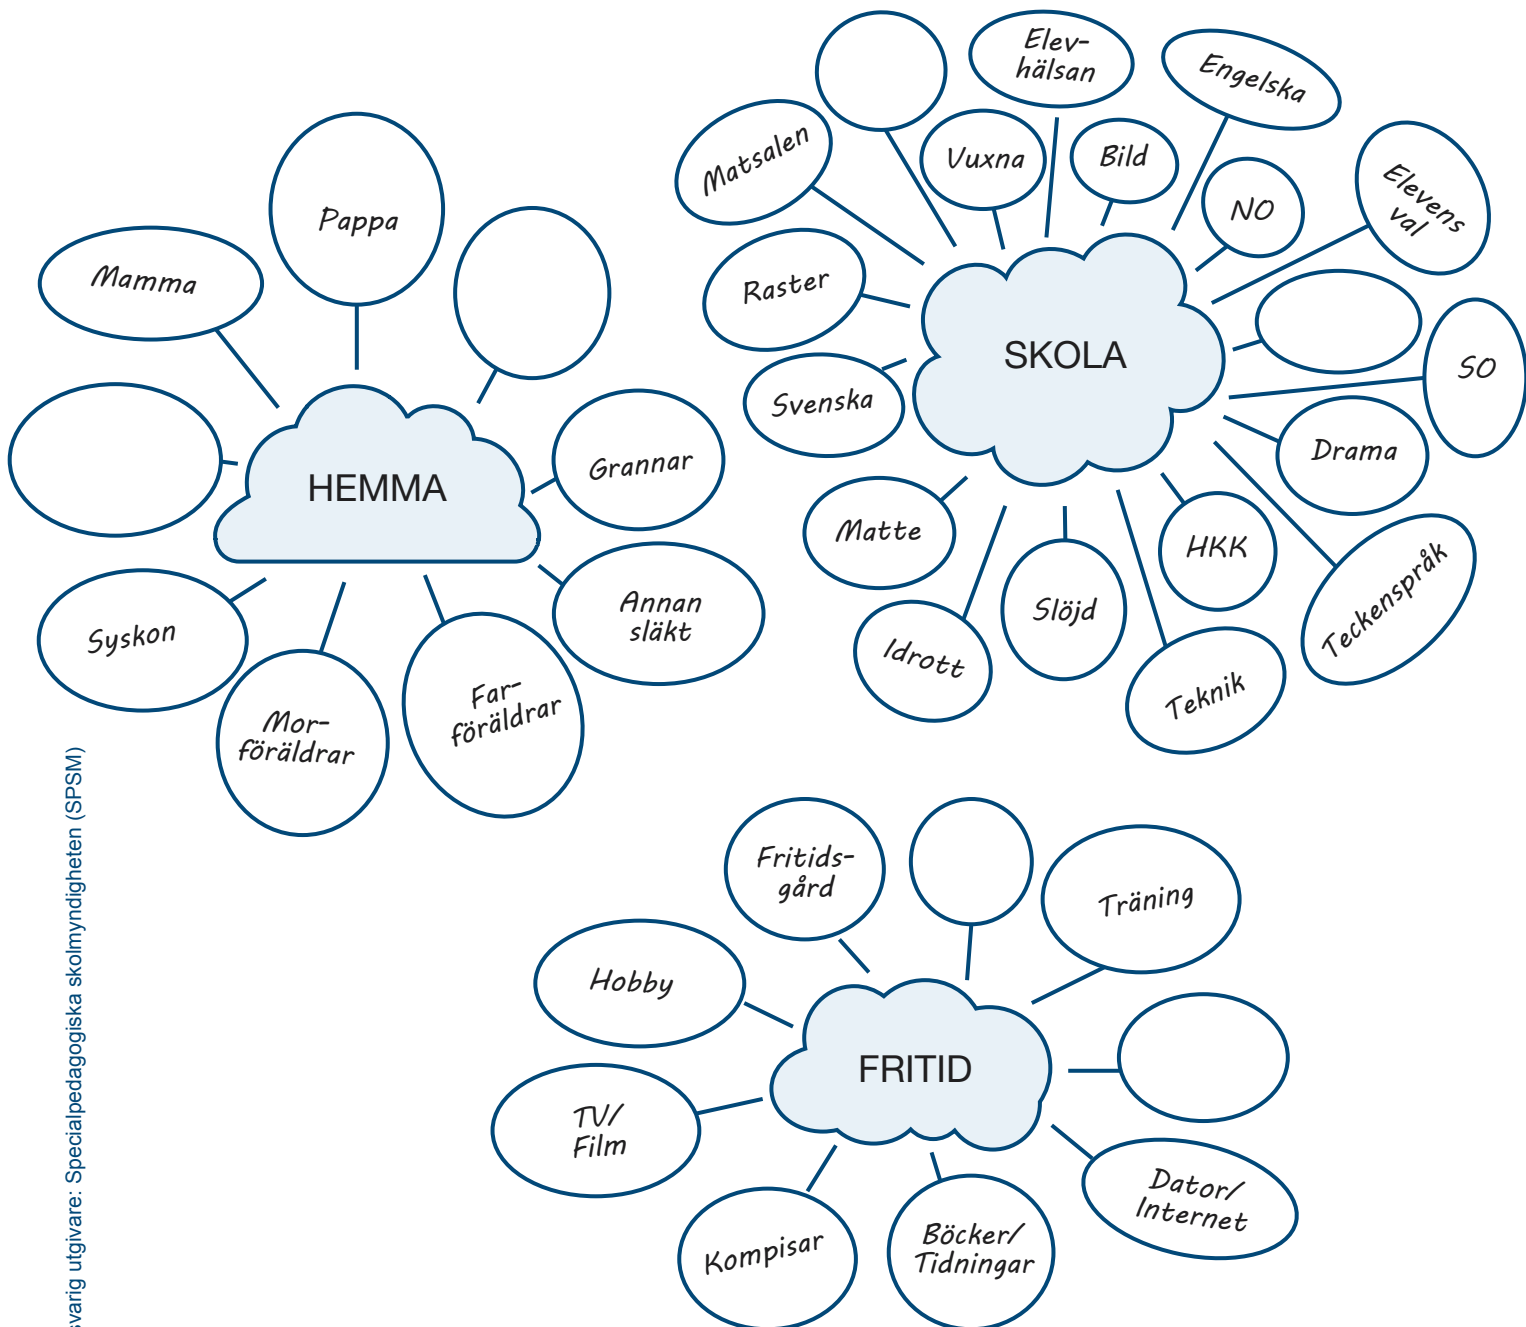 HEMMA
Mamma
Pappa
Grannar
Annan
släkt
Far-
föräldrar
Mor-
föräldrar
Syskon
SKOLA
Matsalen
Vuxna
Elev-
hälsan
Bild
Engelska
NO
Elevens
val
SO
Drama
Teckenspråk
HKK
Teknik
Slöjd
Idrott
Matte
Svenska
Raster
FRITID
Fritids-
gård
Träning
Dator/
Internet
Böcker/
Tidningar
Kompisar
TV/
Film
Hobby
svarig utgivare: Specialpedagogiska skolmyndigheten (SPSM)